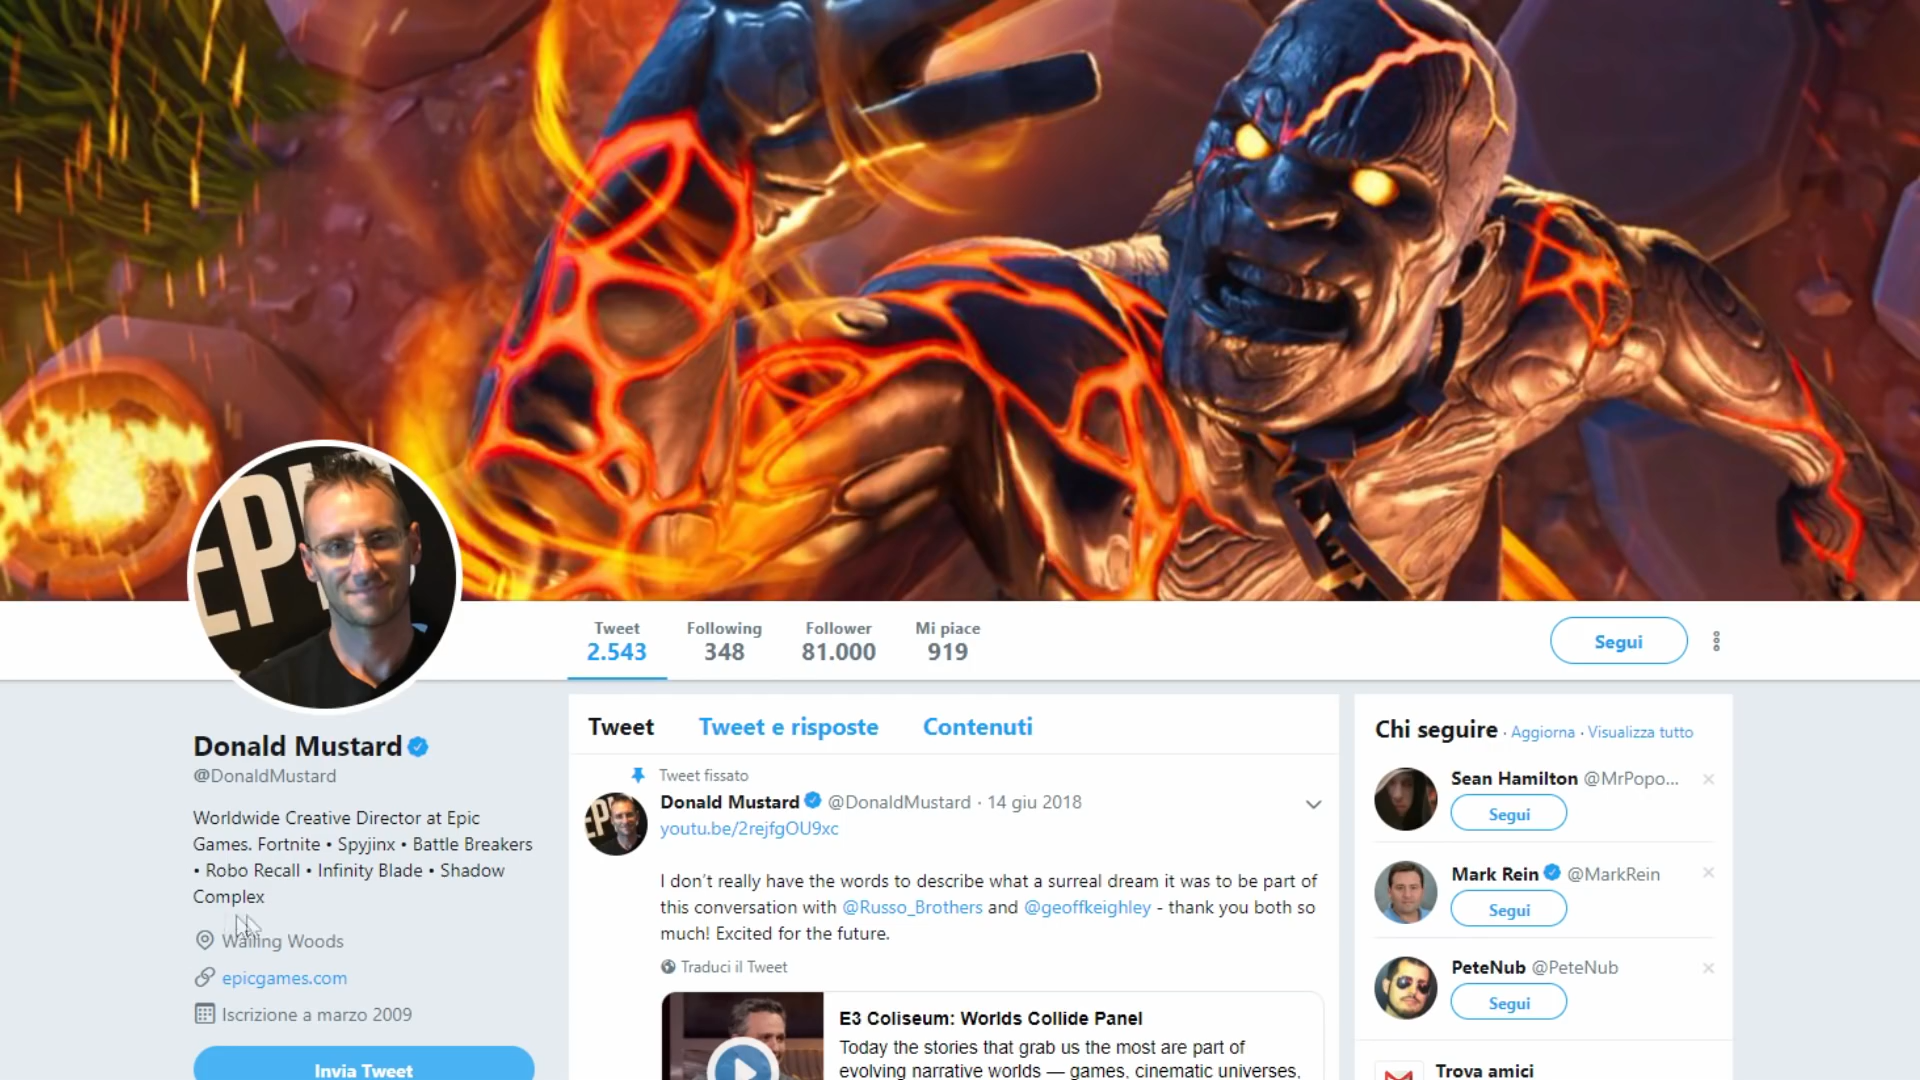 Tweet
2.543
Following
348
Follower
81.000
Mi piace
919
Segui
Donald Mustard
@DonaldMustard
Worldwide Creative Director at Epic
Games. Fortnite • Spyjinx • Battle Breakers
• Robo Recall • Infinity Blade • Shadow
Complex
Wailing Woods
epicgames.com
Iscrizione a marzo 2009
Invia Tweet
Tweet Tweet e risposte Contenuti
Tweet fissato
Donald Mustard @DonaldMustard · 14 giu 2018
youtu.be/2rejfgOU9xc
I don’t really have the words to describe what a surreal dream it was to be part of
this conversation with @Russo_Brothers and @geoffkeighley - thank you both so
much! Excited for the future.
Traduci il Tweet
E3 Coliseum: Worlds Collide Panel
Today the stories that grab us the most are part of
evolving narrative worlds — games, cinematic universes,
Chi seguire · Aggiorna · Visualizza tutto
Sean Hamilton @MrPopo...
Segui
Mark Rein @MarkRein
Segui
PeteNub @PeteNub
Segui
Trova amici